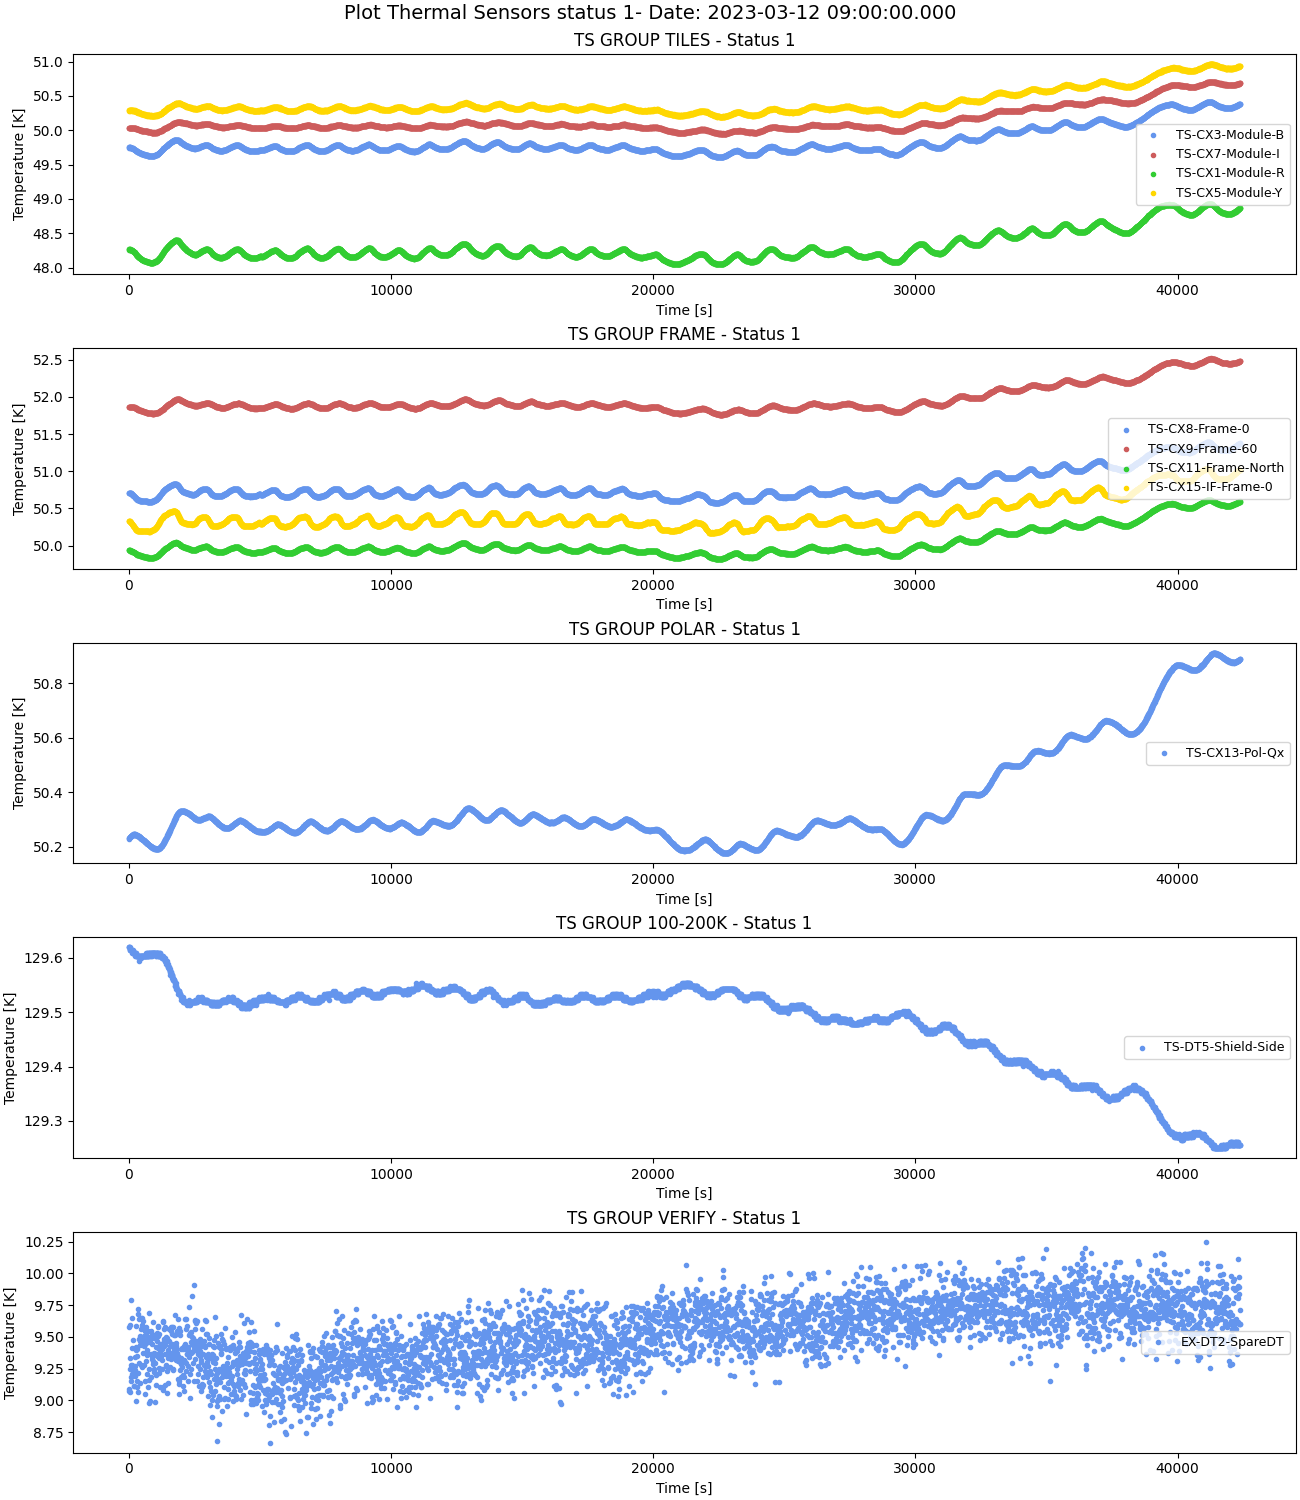 Plot Thermal Sensors status 1- Date: 2023-03-12 09:00:00.000
TS GROUP TILES - Status 1
51.0
50.5
50.0
49.5
49.0
48.5
48.0
Temperature [K]
TS-CX3-Module-B
TS-CX7-Module-I
TS-CX1-Module-R
TS-CX5-Module-Y
0 10000 20000 30000 40000
Time [s]
TS GROUP FRAME - Status 1
52.5
52.0
51.5
51.0
50.5
50.0
Temperature [K]
TS-CX8-Frame-0
TS-CX9-Frame-60
TS-CX11-Frame-North
TS-CX15-IF-Frame-0
0 10000 20000 30000 40000
Time [s]
TS GROUP POLAR - Status 1
50.8
50.6
50.4
50.2
Temperature [K]
TS-CX13-Pol-Qx
0 10000 20000 30000 40000
Time [s]
TS GROUP 100-200K - Status 1
129.6
129.5
129.4
129.3
Temperature [K]
TS-DT5-Shield-Side
0 10000 20000 30000 40000
Time [s]
TS GROUP VERIFY - Status 1
10.25
10.00
9.75
9.50
9.25
9.00
8.75
Temperature [K]
EX-DT2-SpareDT
0 10000 20000 30000 40000
Time [s]